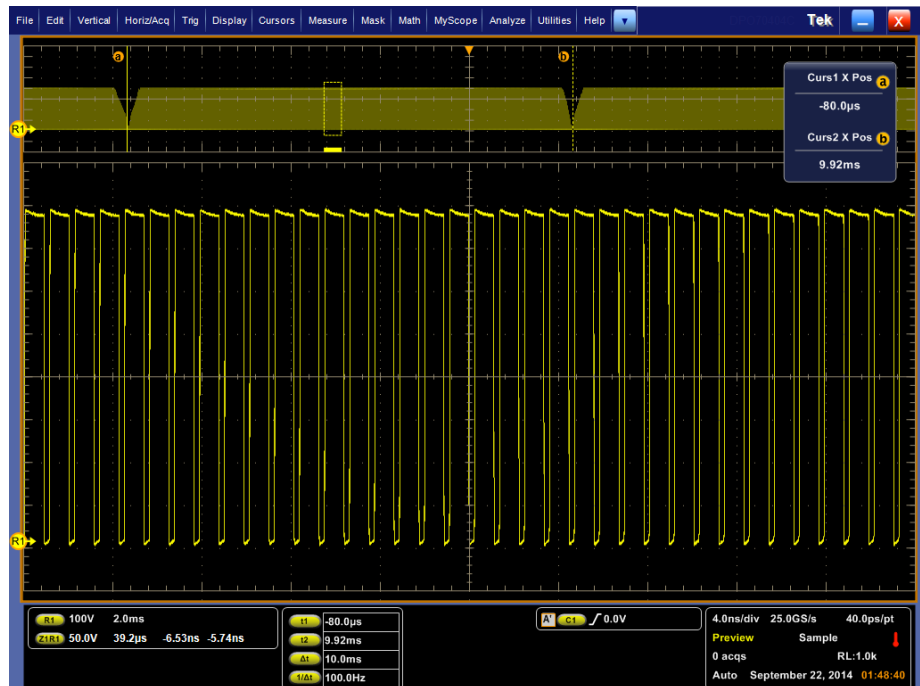 File Edit Vertical Horiz/Acq Trig Display Cursors Measure Mask Math MyScope Analyze Utilities Help Tek X
a b
Curs1 X Pos a
-80.0µs
Curs2 X Pos b
9.92ms
R1
R1
R1 100V 2.0ms
Z1R1 50.0V 39.2µs -6.53ns -5.74ns
t1 -80.0µs
t2 9.92ms
Δt 10.0ms
1/Δt 100.0Hz
A' C1 0.0V
4.0ns/div 25.0GS/s 40.0ps/pt
Preview Sample
0 acqs RL:1.0k
Auto September 22, 2014 01:48:40